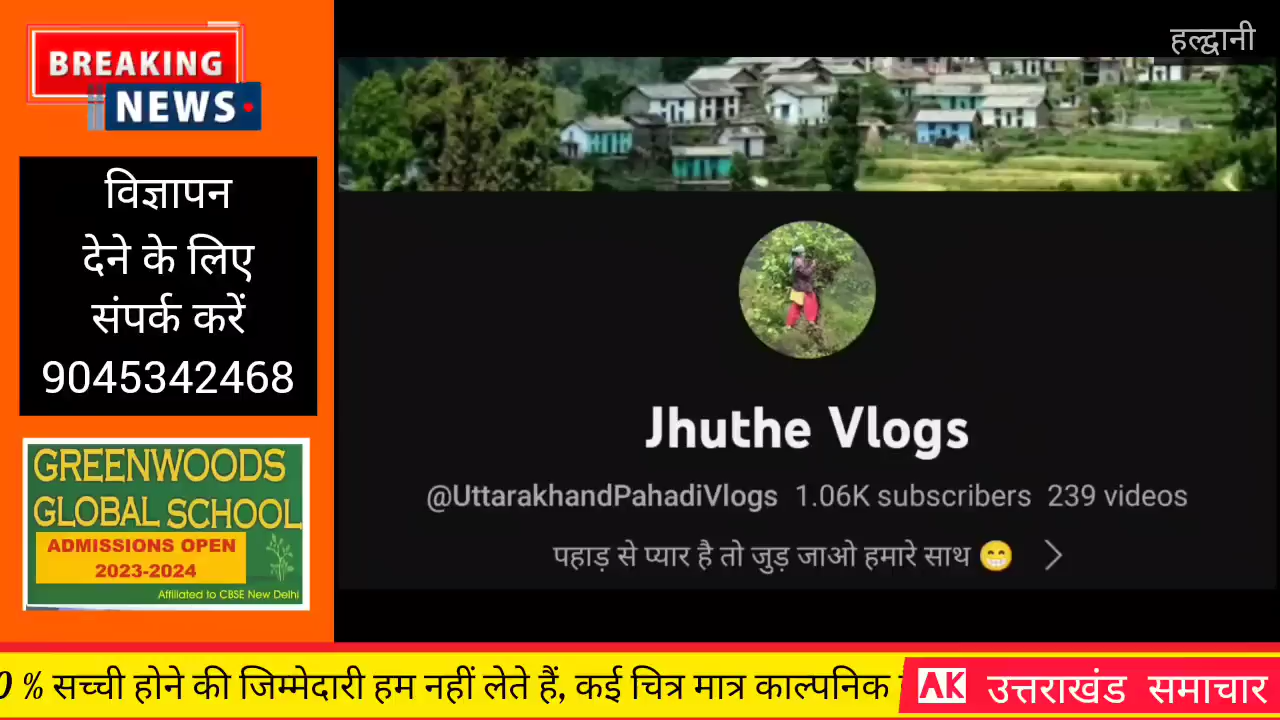 BREAKING
NEWS
विज्ञापन
देने के लिए
संपर्क करें
9045342468
GREENWOODS
GLOBAL SCHOOL
ADMISSIONS OPEN
2023-2024
Affiliated to CBSE New Delhi
हल्द्वानी
Jhuthe Vlogs
@UttarakhandPahadiVlogs 1.06K subscribers 239 videos
पहाड़ से प्यार है तो जुड़ जाओ हमारे साथ 😁
0 % सच्ची होने की जिम्मेदारी हम नहीं लेते हैं, कई चित्र मात्र काल्पनिक
AK उत्तराखंड समाचार